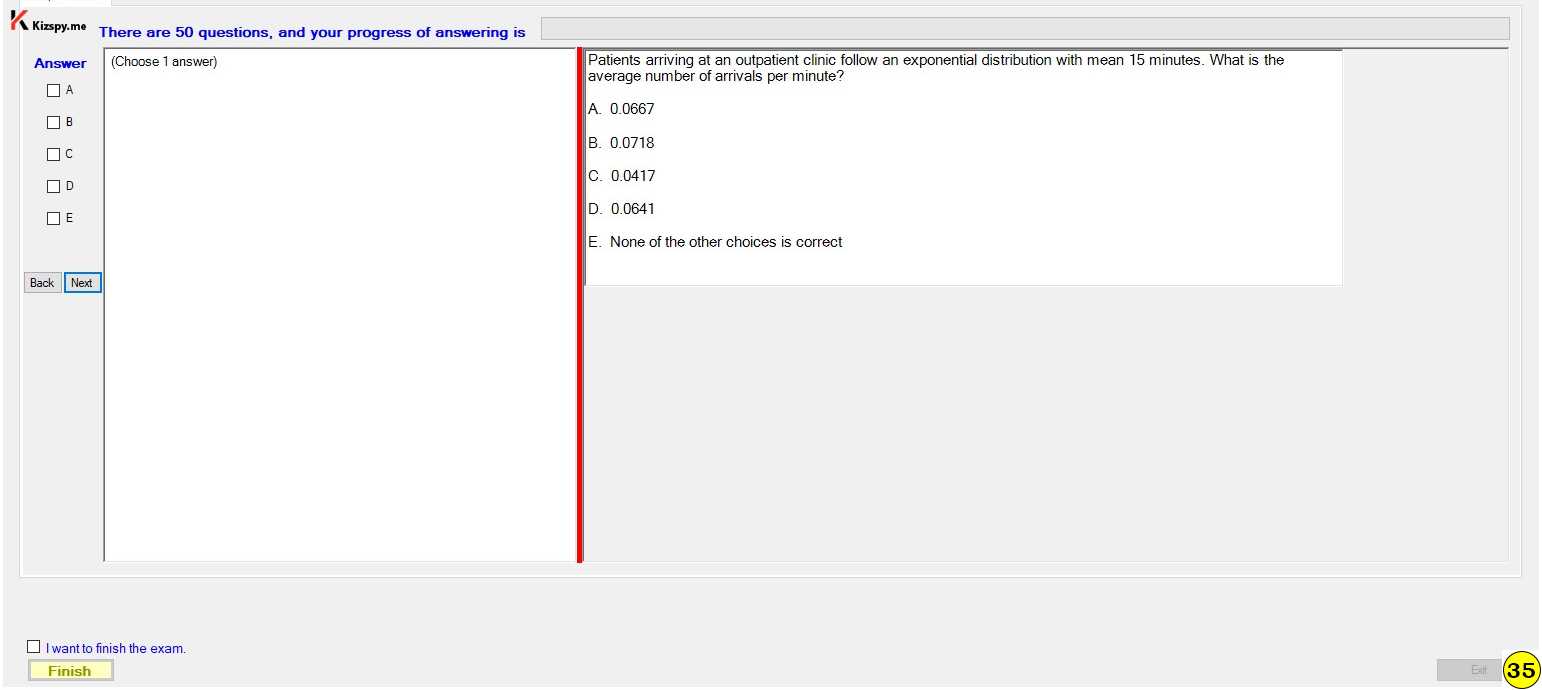 Kizspy.me
There are 50 questions, and your progress of answering is
Answer
(Choose 1 answer)
A
B
C
D
E
Back Next
Patients arriving at an outpatient clinic follow an exponential distribution with mean 15 minutes. What is the
average number of arrivals per minute?
A. 0.0667
B. 0.0718
C. 0.0417
D. 0.0641
E. None of the other choices is correct
I want to finish the exam.
Finish
Exit
35